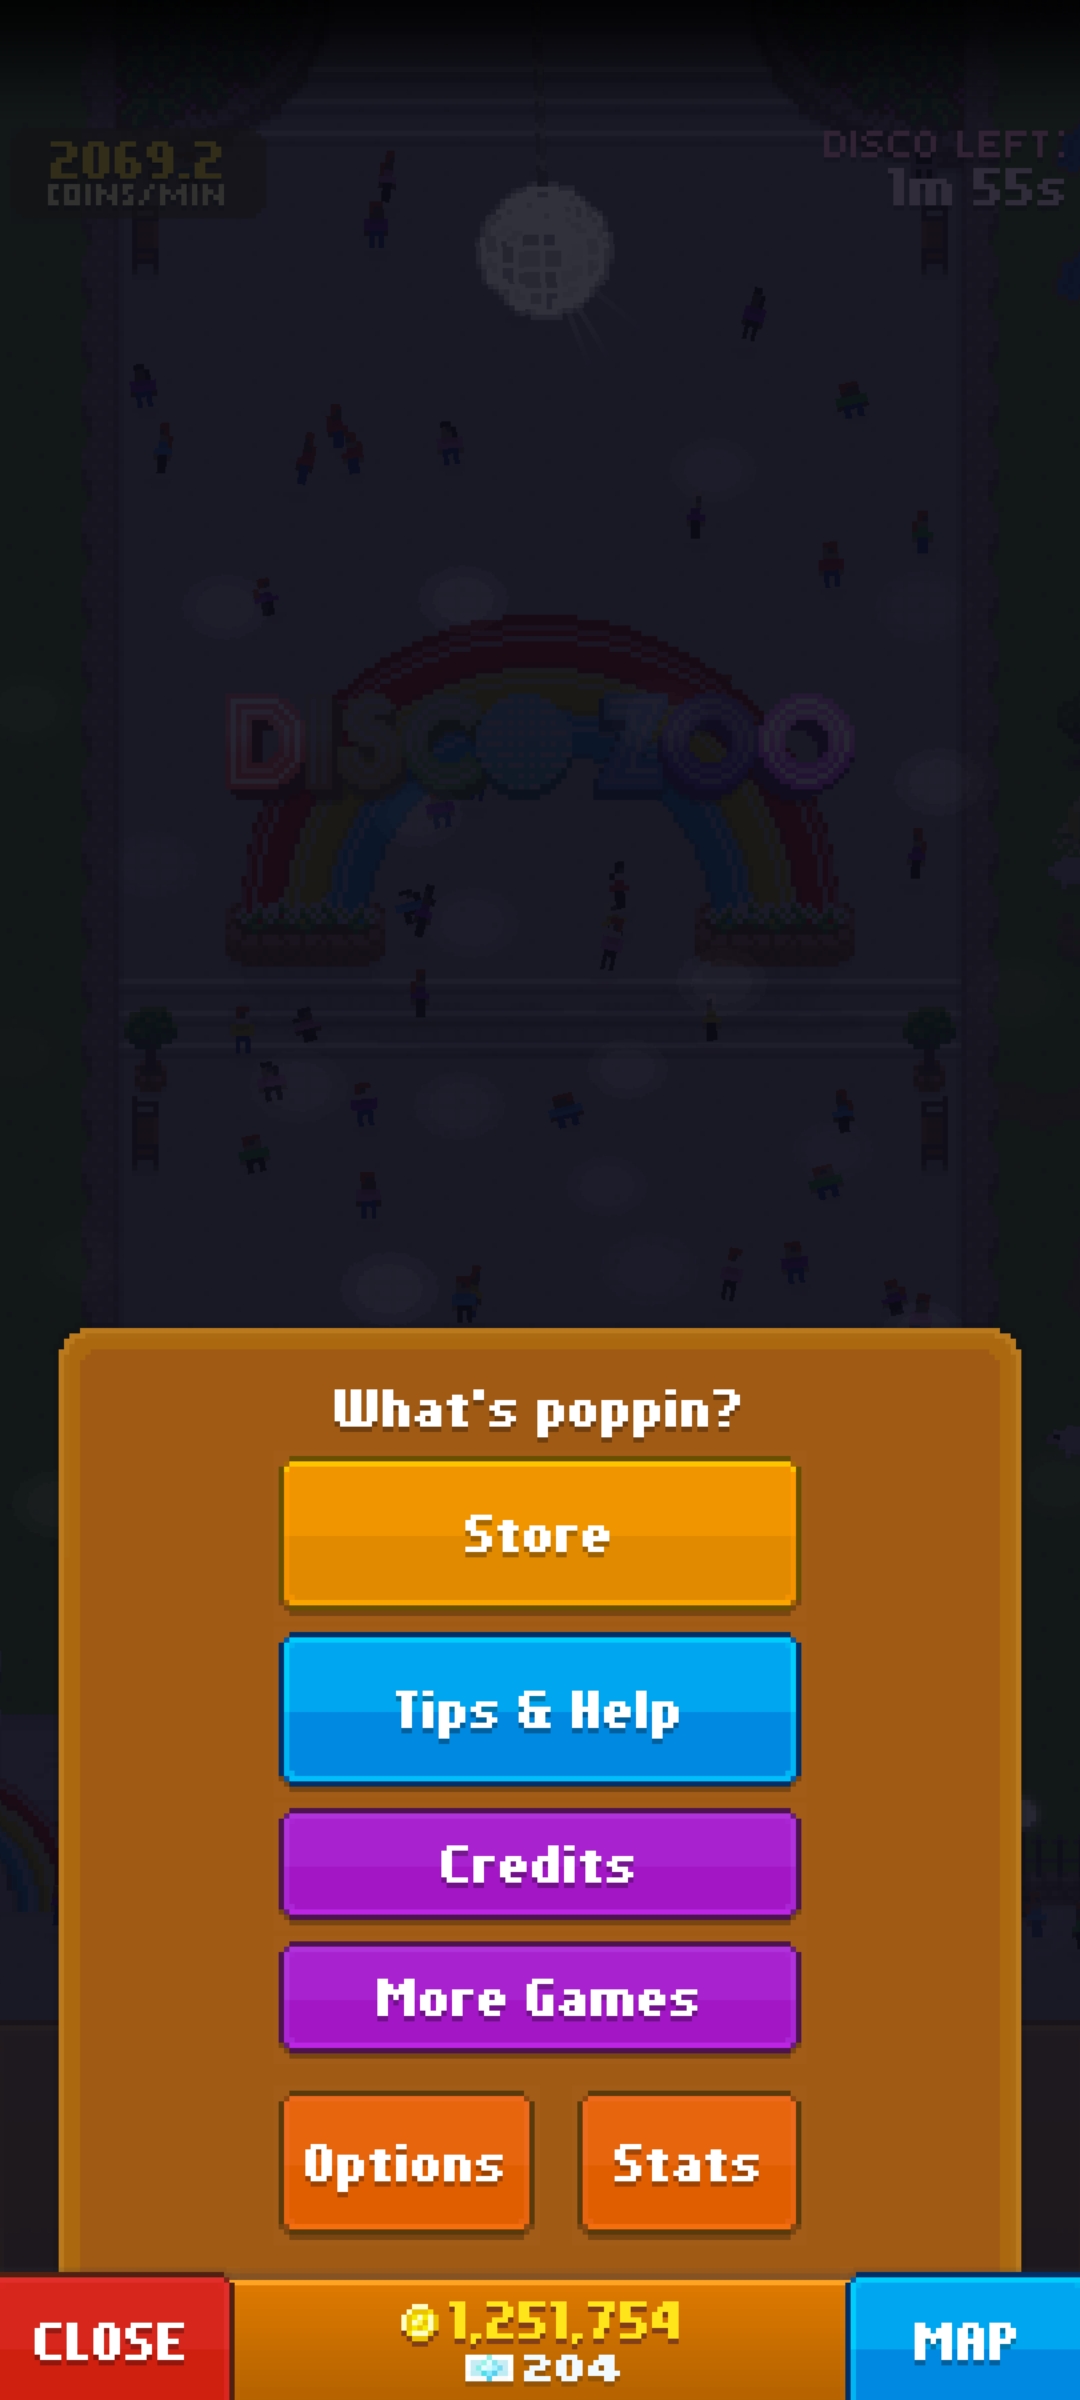 2069.2
COINS/MIN
DISCO LEFT:
1m 55s
DISCO ZOO
What's poppin?
Store
Tips & Help
Credits
More Games
Options
Stats
CLOSE
1,251,754
204
MAP